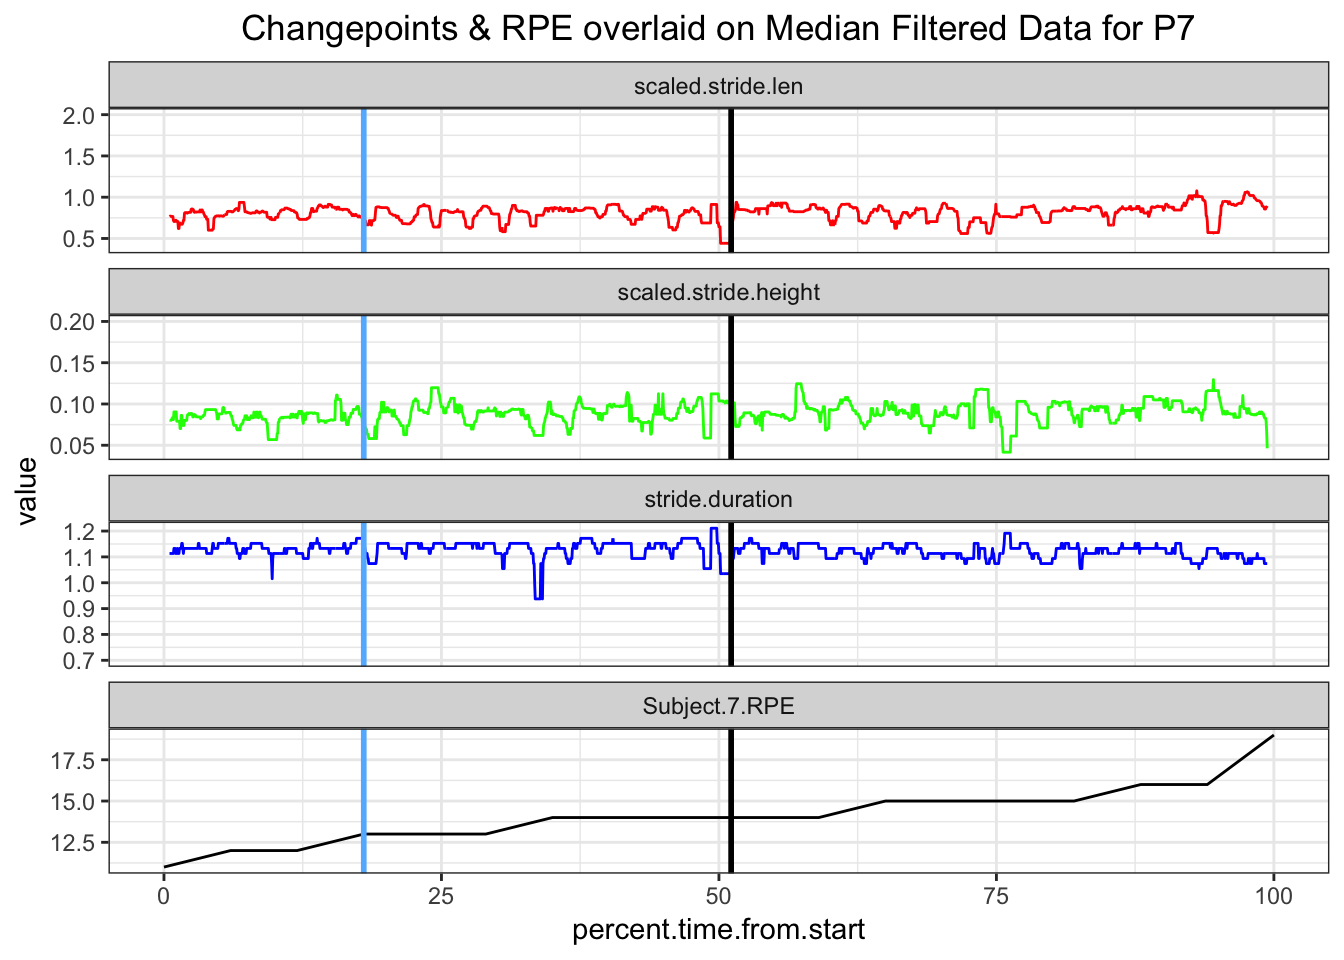 Changepoints & RPE overlaid on Median Filtered Data for P7
scaled.stride.len
2.0
1.5
1.0
0.5
scaled.stride.height
0.20
0.15
0.10
0.05
value
stride.duration
1.2
1.1
1.0
0.9
0.8
0.7
Subject.7.RPE
17.5
15.0
12.5
0 25 50 75 100
percent.time.from.start